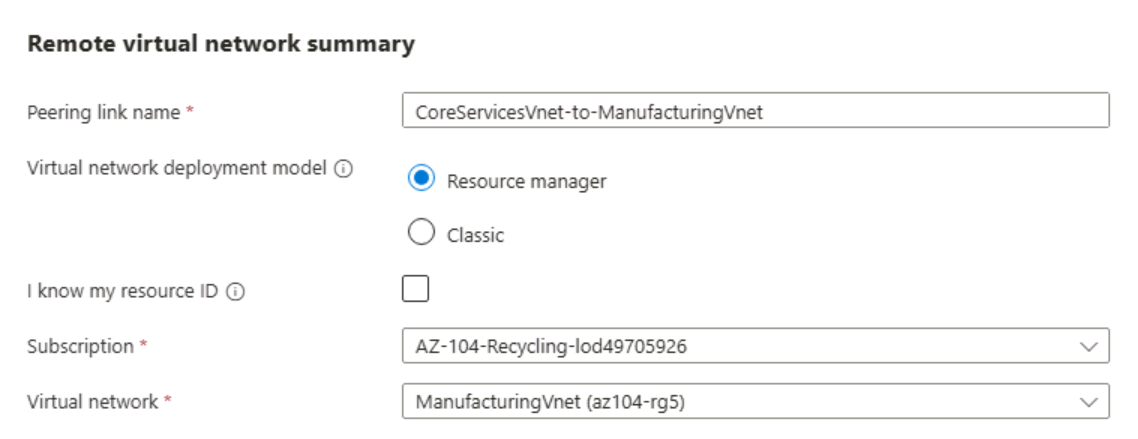 Remote virtual network summary
Peering link name * CoreServicesVnet-to-ManufacturingVnet
Virtual network deployment model Resource manager
Classic
I know my resource ID
Subscription * AZ-104-Recycling-lod49705926
Virtual network * ManufacturingVnet (az104-rg5)